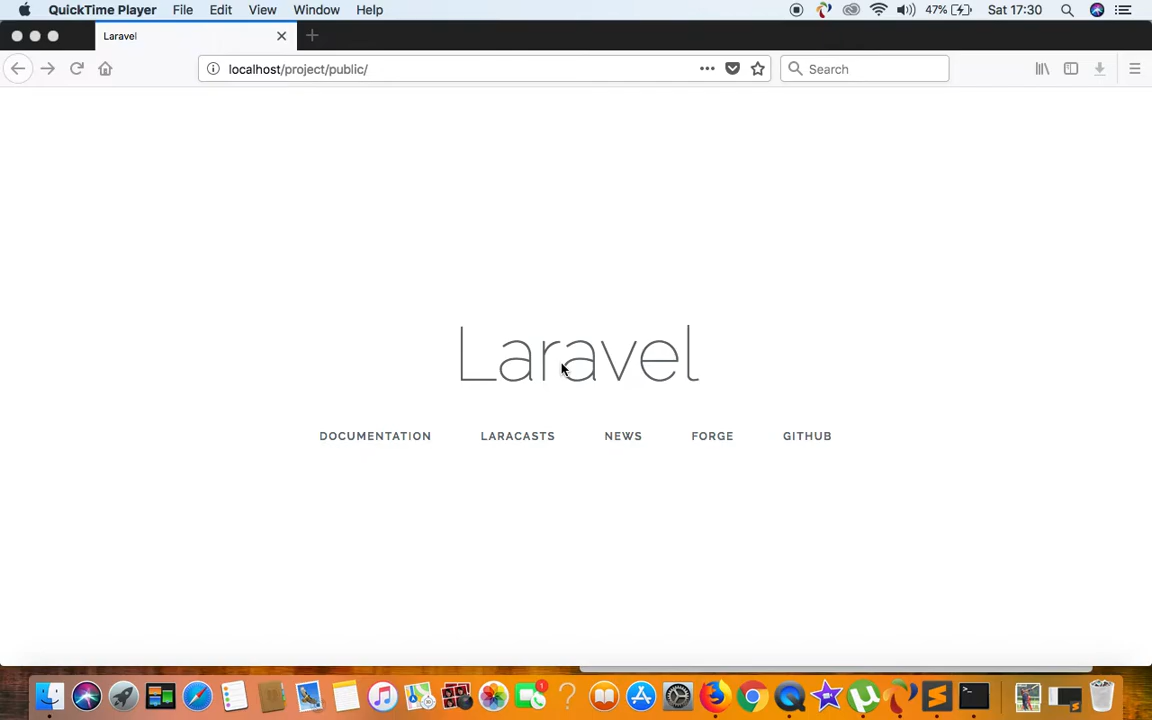 QuickTime Player File Edit View Window Help 47% Sat 17:30
Laravel
localhost/project/public/ Search
Laravel
DOCUMENTATION LARACASTS NEWS FORGE GITHUB
1